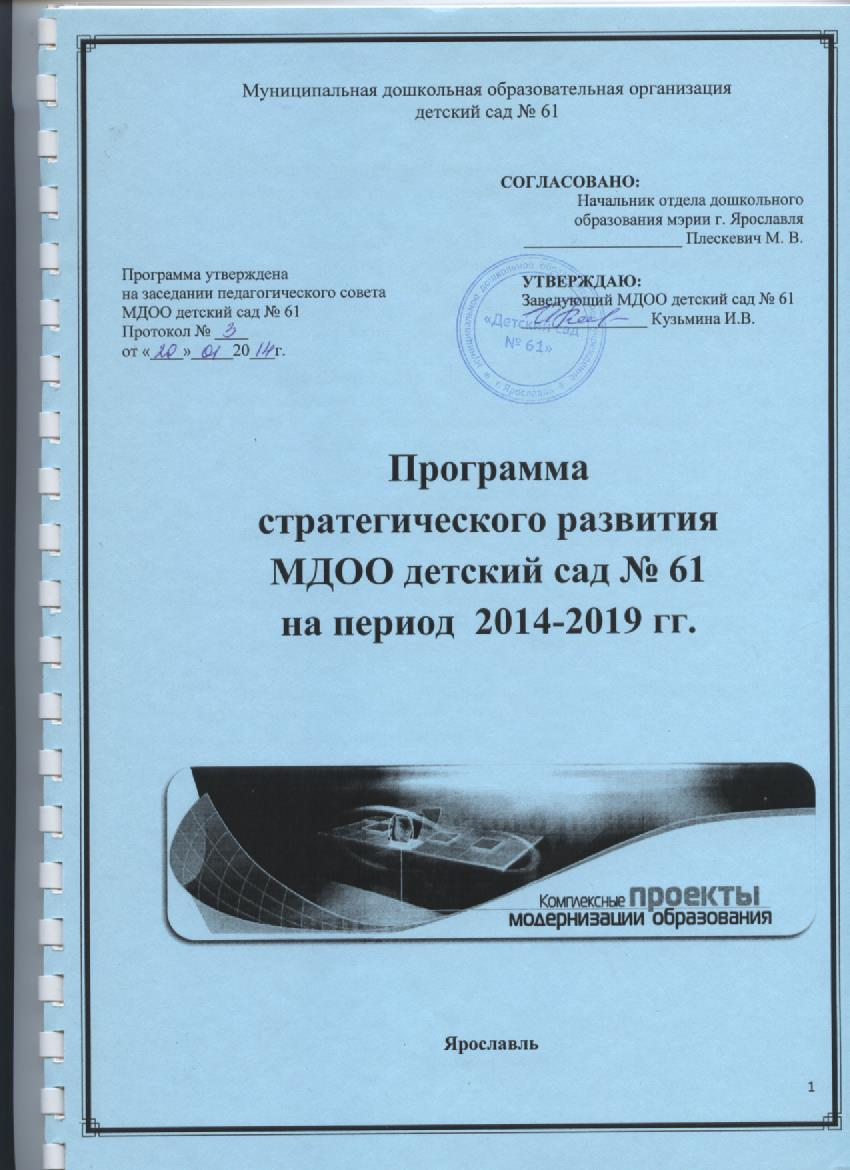 Муниципальная дошкольная образовательная организация
детский сад № 61
СОГЛАСОВАНО:
Начальник отдела дошкольного
образования мэрии г. Ярославля
__________________ Плескевич М. В.
Программа утверждена
на заседании педагогического совета
МДОО детский сад № 61
Протокол № 3
от «20» 01 2014г.
УТВЕРЖДАЮ:
Заведующий МДОО детский сад № 61
Кузьмина И.В.
«Детский сад
№ 61»
Программа
стратегического развития
МДОО детский сад № 61
на период 2014-2019 гг.
Комплексные проекты
модернизации образования
Ярославль
1